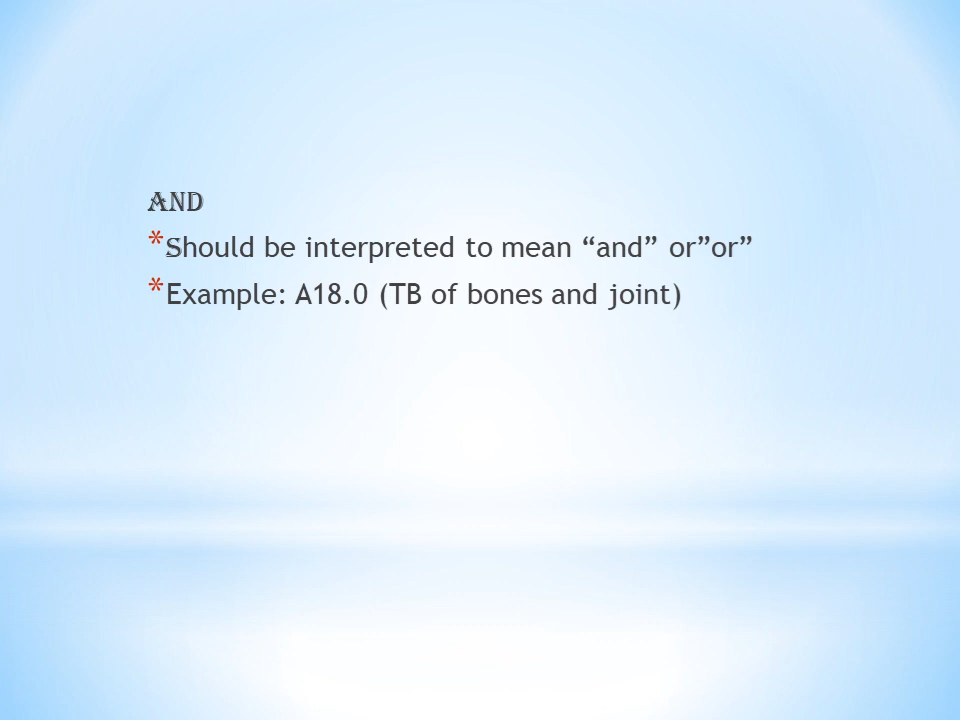 AND
* Should be interpreted to mean “and” or”or”
* Example: A18.0 (TB of bones and joint)